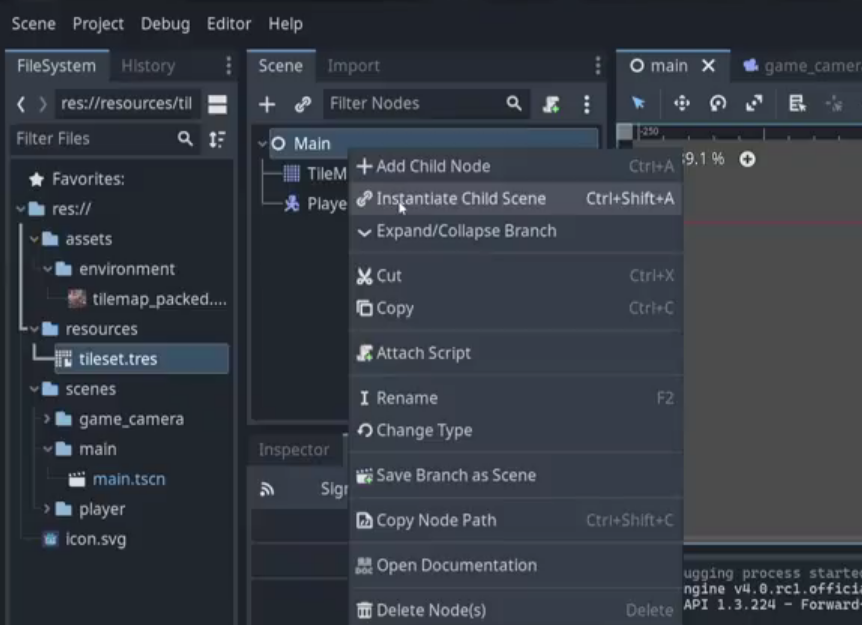 Scene Project Debug Editor Help
FileSystem History
Scene Import
main
game_camer
res://resources/til
Filter Nodes
Filter Files
-250
9.1 %
Favorites:
res://
assets
environment
tilemap_packed....
resources
tileset.tres
scenes
game_camera
main
main.tscn
player
icon.svg
Main
TileM
Playe
Add Child Node Ctrl+A
Instantiate Child Scene Ctrl+Shift+A
Expand/Collapse Branch
Cut Ctrl+X
Copy Ctrl+C
Attach Script
Rename F2
Change Type
Save Branch as Scene
Copy Node Path Ctrl+Shift+C
Open Documentation
Delete Node(s) Delete
Inspector
Sign
ugging process starte
ngine v4.0.rc1.offici
API 1.3.224 - Forward